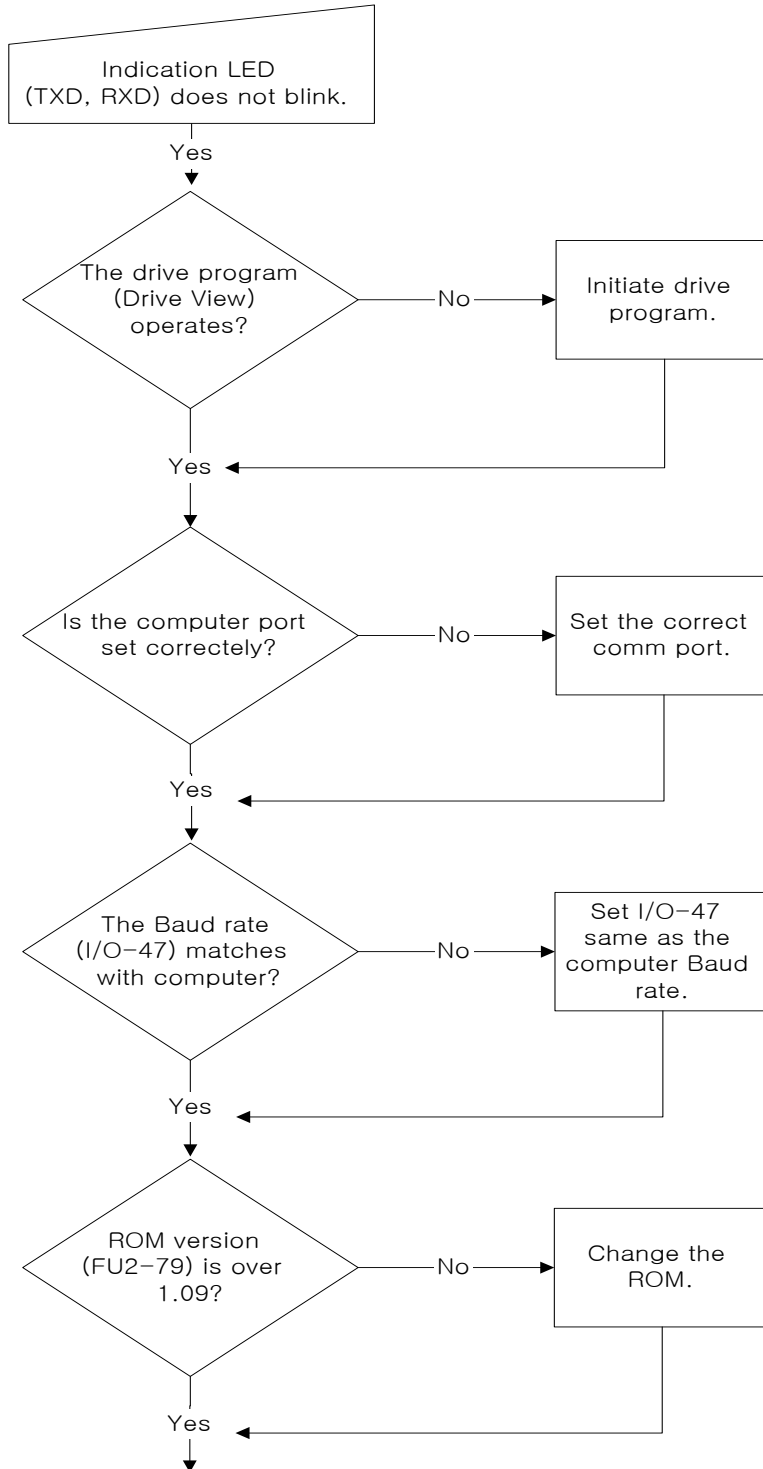 Indication LED
(TXD, RXD) does not blink.
Yes
The drive program
(Drive View)
operates?
No
Initiate drive
program.
Yes
Is the computer port
set correctely?
No
Set the correct
comm port.
Yes
The Baud rate
(I/O-47) matches
with computer?
No
Set I/O-47
same as the
computer Baud
rate.
Yes
ROM version
(FU2-79) is over
1.09?
No
Change the
ROM.
Yes